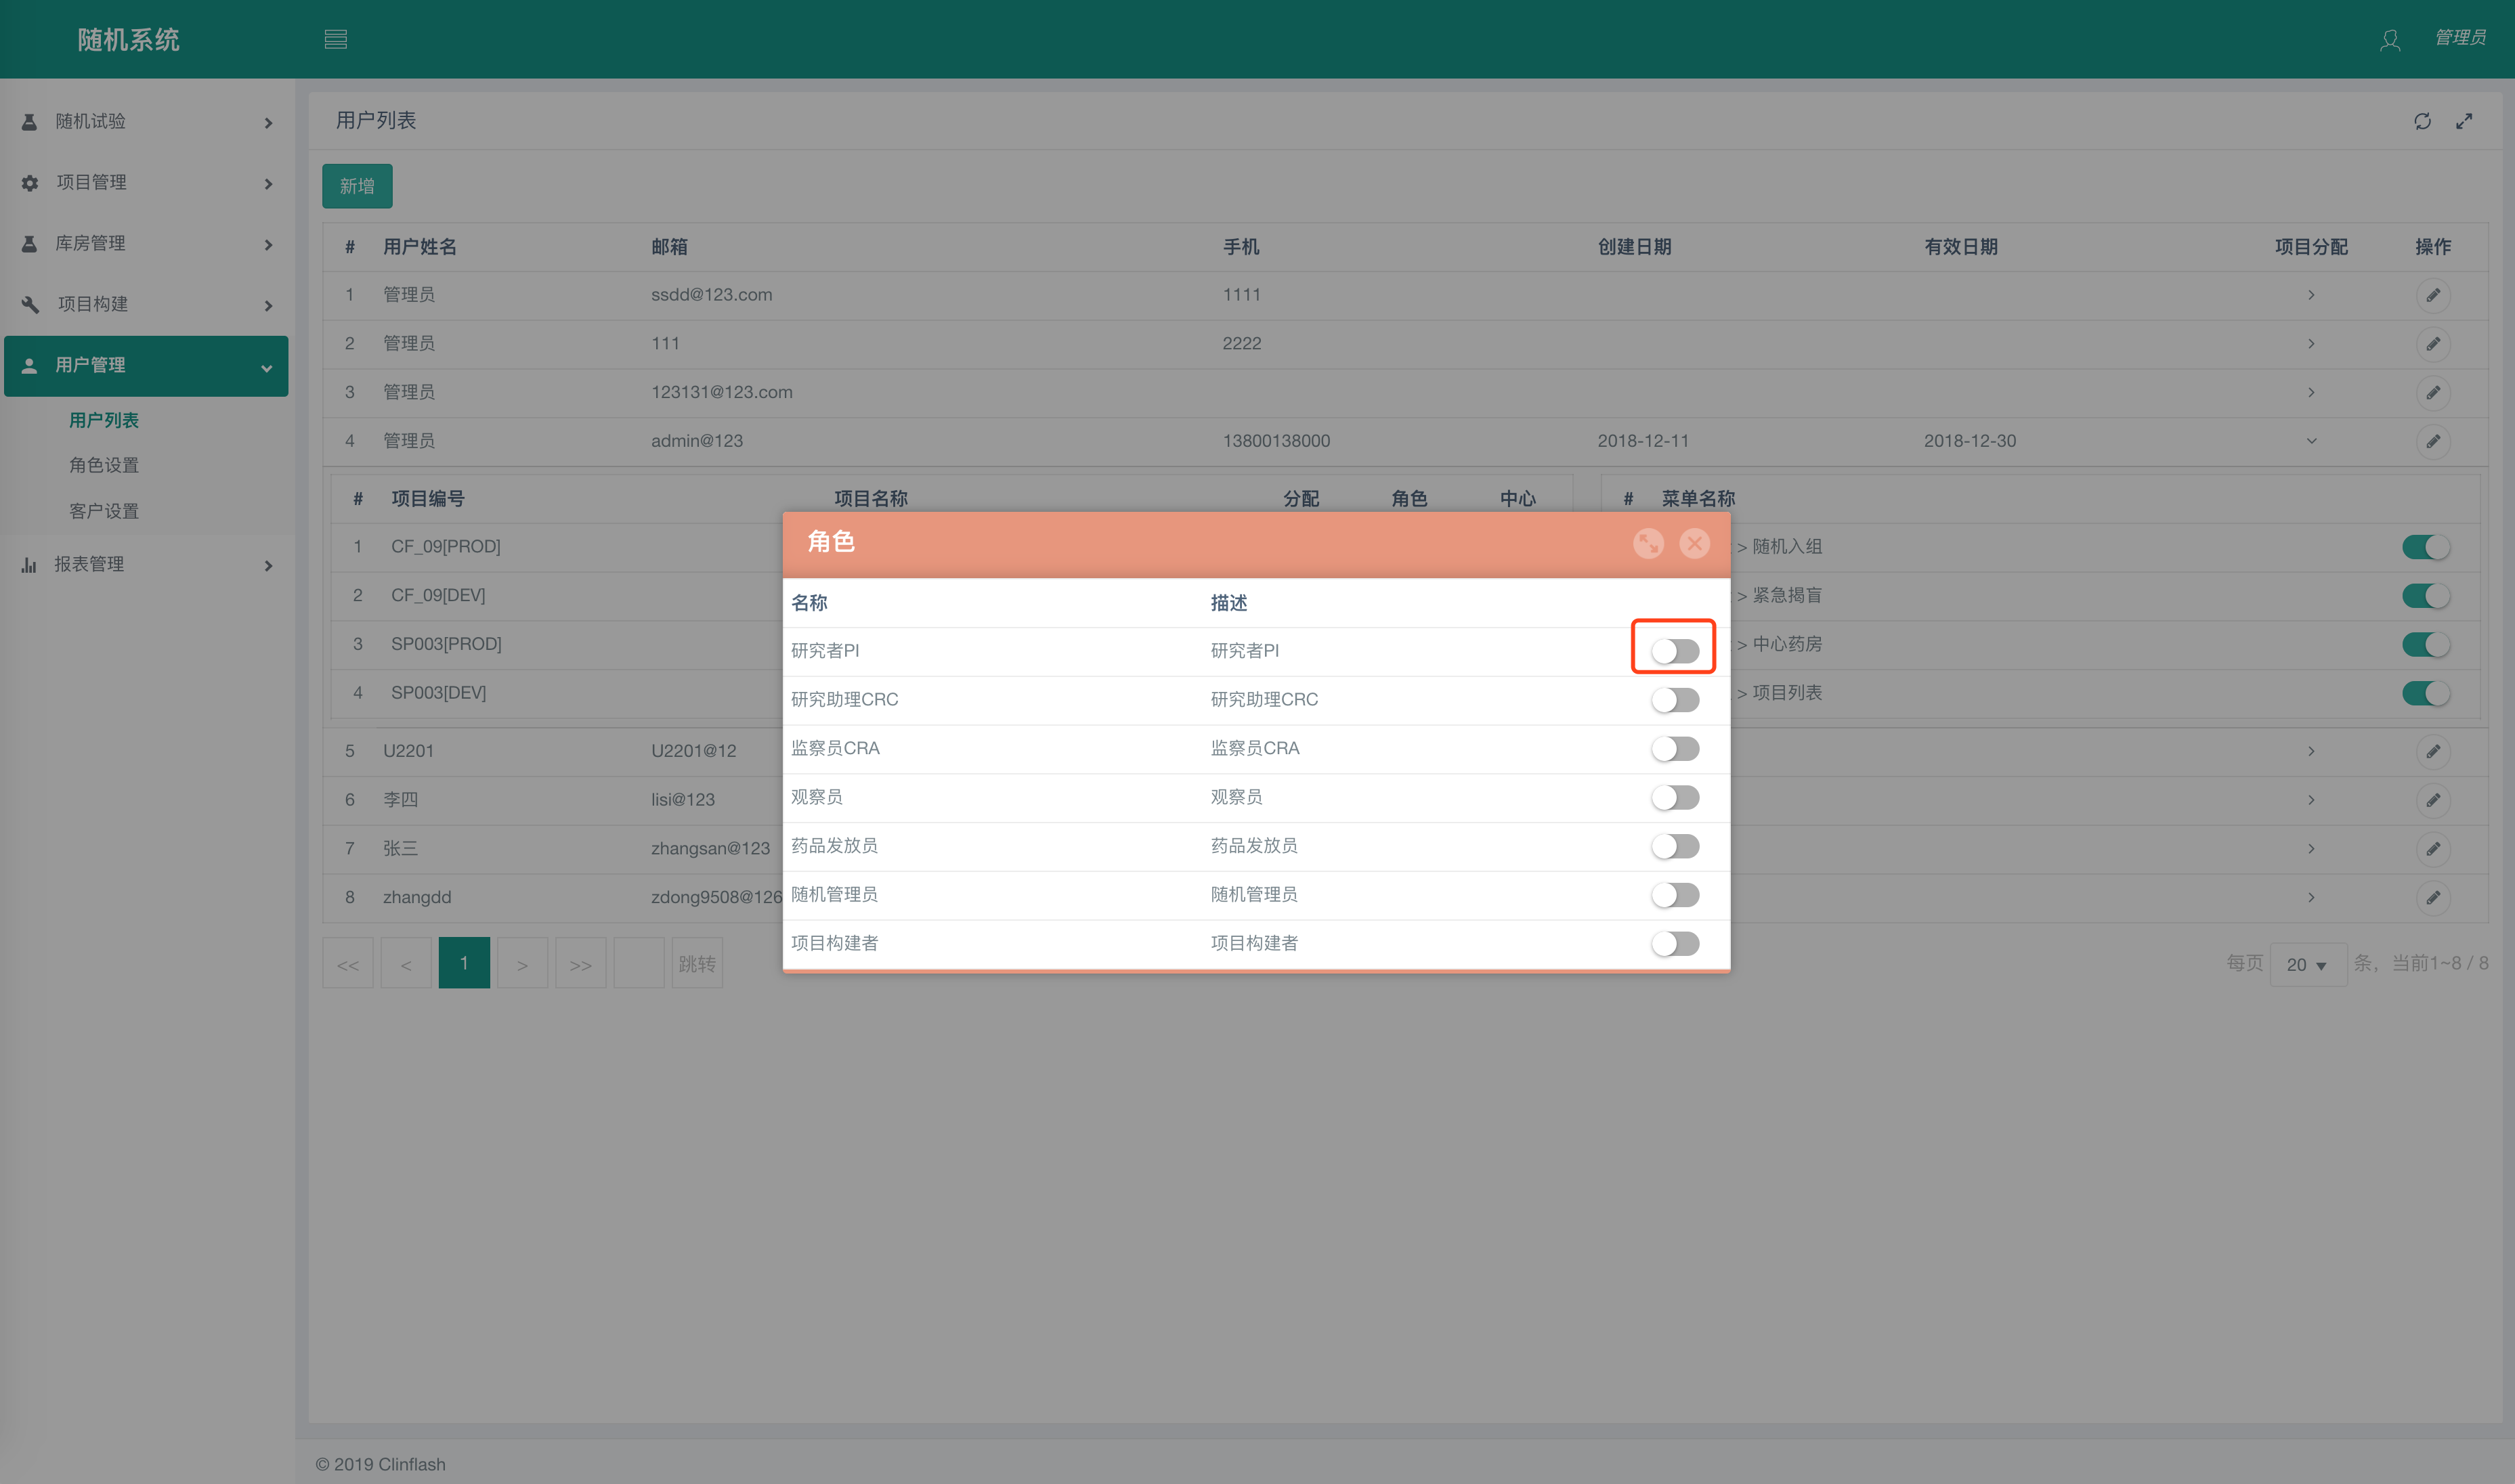 随机系统
管理员
随机试验
项目管理
库房管理
项目构建
用户管理
用户列表
角色设置
客户设置
报表管理
用户列表
新增
# 用户姓名 邮箱 手机 创建日期 有效日期 项目分配 操作
1 管理员 ssdd@123.com 1111 >
2 管理员 111 2222 >
3 管理员 123131@123.com >
4 管理员 admin@123 13800138000 2018-12-11 2018-12-30
# 项目编号 项目名称 分配 角色 中心 # 菜单名称
1 CF_09[PROD] > 随机入组
2 CF_09[DEV] > 紧急揭盲
3 SP003[PROD] > 中心药房
4 SP003[DEV] > 项目列表
5 U2201 U2201@12 >
6 李四 lisi@123 >
7 张三 zhangsan@123 >
8 zhangdd zdong9508@126 >
角色
名称 描述
研究者PI 研究者PI
研究助理CRC 研究助理CRC
监察员CRA 监察员CRA
观察员 观察员
药品发放员 药品发放员
随机管理员 随机管理员
项目构建者 项目构建者
<< < 1 > >> 跳转
每页 20 条，当前1~8 / 8
© 2019 Clinflash